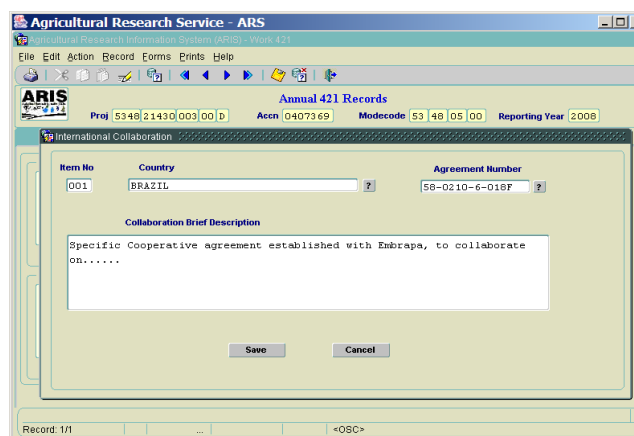 Agricultural Research Service - ARS
Agricultural Research Information System (ARIS) - Work 421
File Edit Action Record Forms Prints Help
ARIS
Annual 421 Records
Proj 5348 21430 003 00 D Accn 0407369 Modecode 53 48 05 00 Reporting Year 2008
International Collaboration
Item No Country Agreement Number
001 BRAZIL ? 58-0210-6-018F ?
Collaboration Brief Description
Specific Cooperative agreement established with Embrapa, to collaborate
on......
Save Cancel
Record: 1/1 ... <OSC>